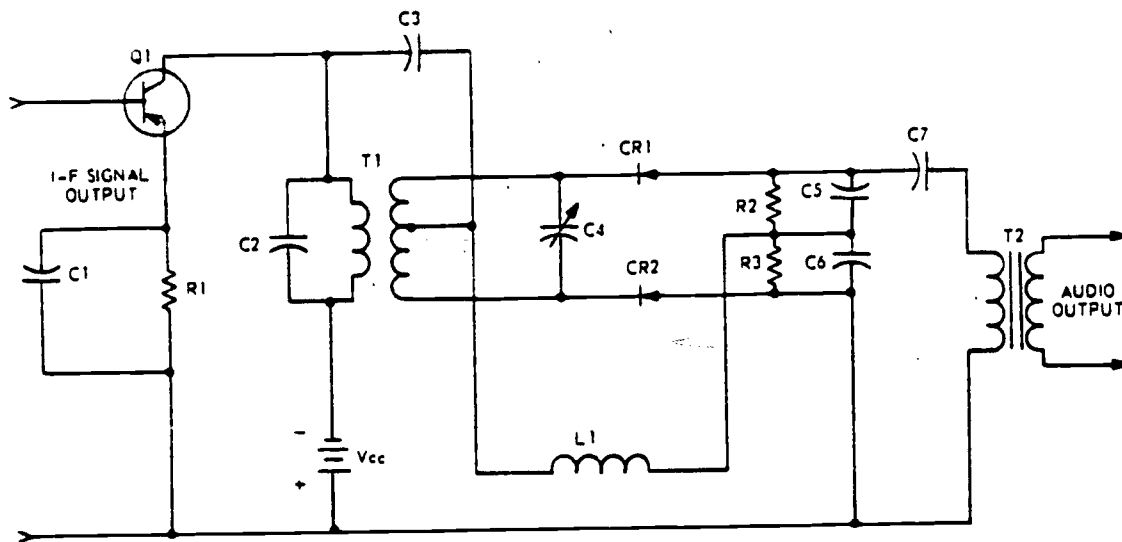 C3
Q1
C7
CR1
I-F SIGNAL
OUTPUT
T1
C5
R2
C2
C4
T2
C1
R3
C6
CR2
R1
AUDIO
OUTPUT
L1
-
Vcc
+